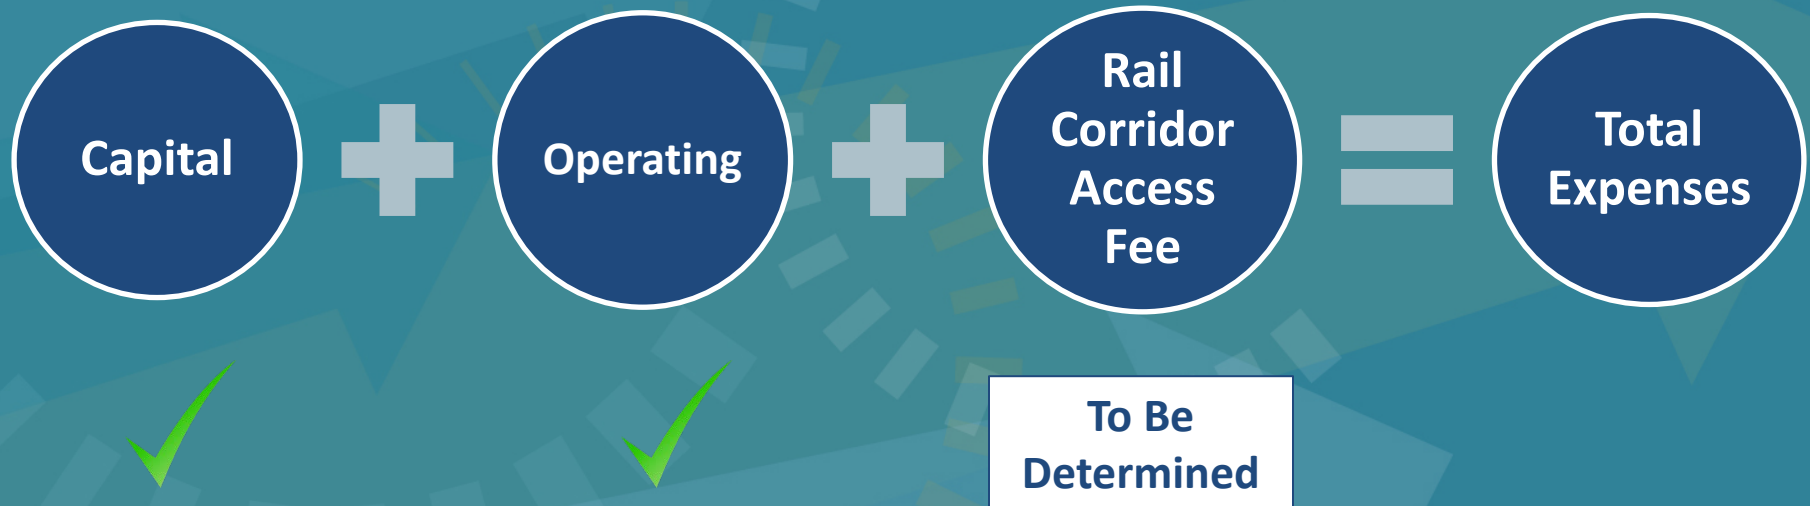 Capital
Operating
Rail
Corridor
Access
Fee
Total
Expenses
To Be
Determined